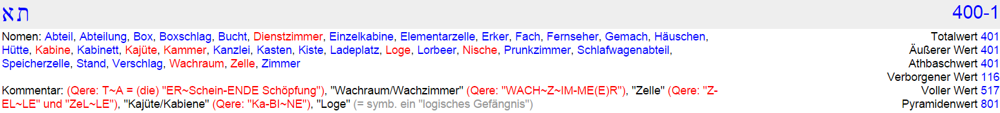 תא 400-1
Nomen: Abteil, Abteilung, Box, Boxschlag, Bucht, Dienstzimmer, Einzelkabine, Elementarzelle, Erker, Fach, Fernseher, Gemach, Häuschen,
Hütte, Kabine, Kabinett, Kajüte, Kammer, Kanzlei, Kasten, Kiste, Ladeplatz, Loge, Lorbeer, Nische, Prunkzimmer, Schlafwagenabteil,
Speicherzelle, Stand, Verschlag, Wachraum, Zelle, Zimmer
Kommentar: (Qere: T~A = (die) "ER~Schein-ENDE Schöpfung"), "Wachraum/Wachzimmer" (Qere: "WACH~Z~IM-ME(E)R"), "Zelle" (Qere: "Z-
EL~LE" und "ZeL~LE"), "Kajüte/Kabiene" (Qere: "Ka-BI~NE"), "Loge" (= symb. ein "logisches Gefängnis")
Totalwert 401
Äußerer Wert 401
Athbaschwert 401
Verborgener Wert 116
Voller Wert 517
Pyramidenwert 801